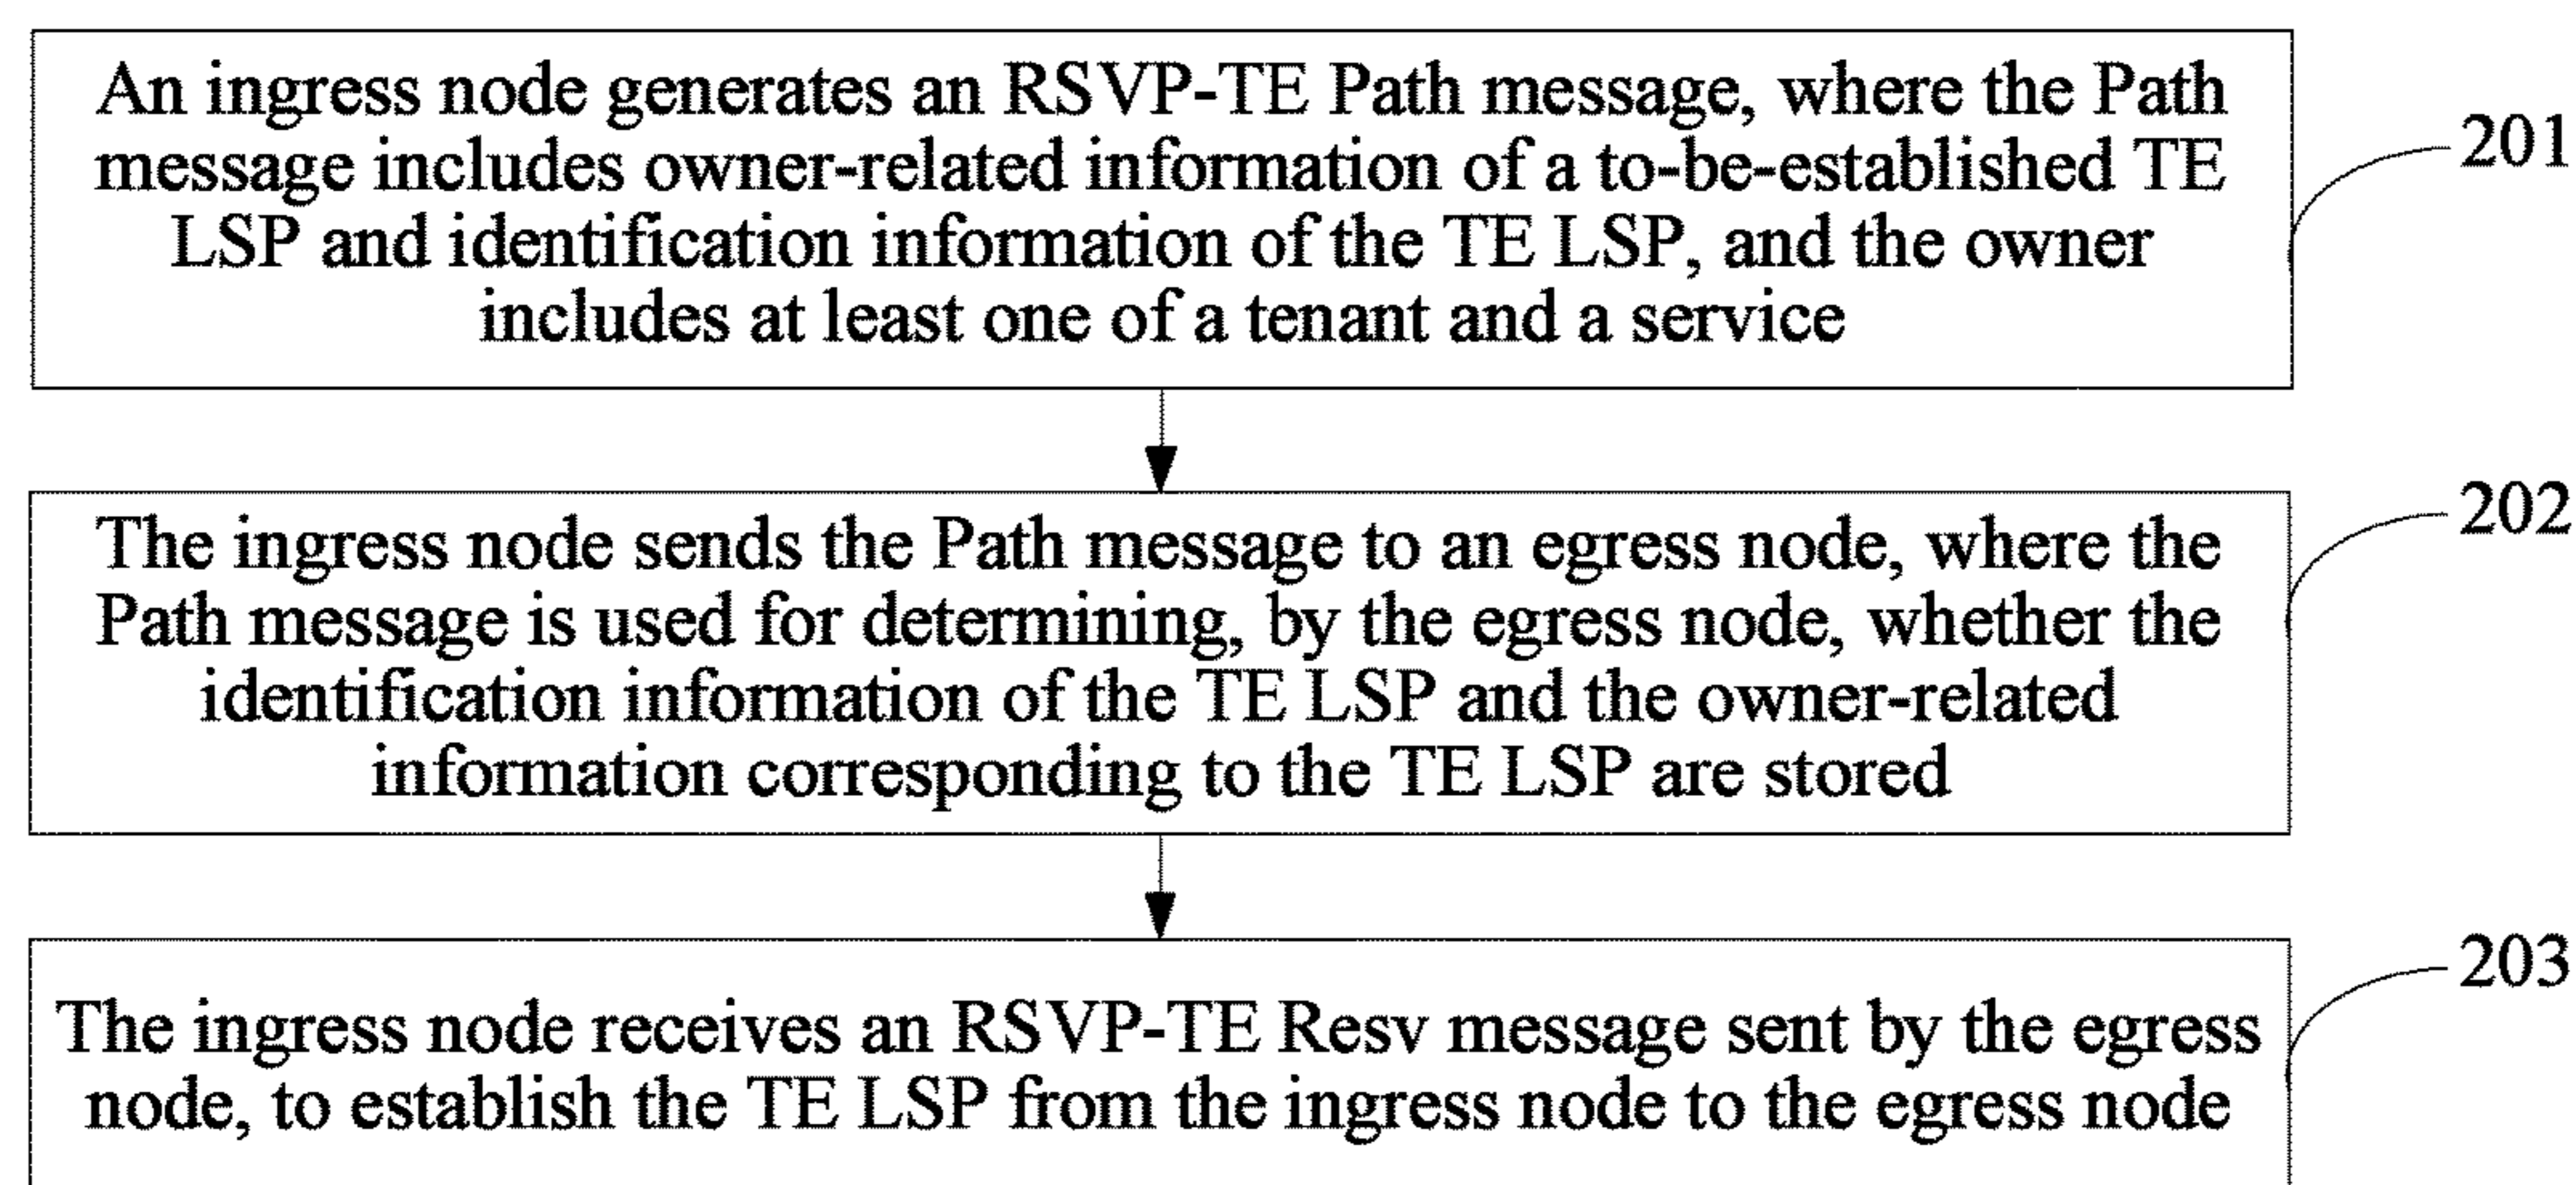 An ingress node generates an RSVP-TE Path message, where the Path
message includes owner-related information of a to-be-established TE
LSP and identification information of the TE LSP, and the owner
includes at least one of a tenant and a service
201
The ingress node sends the Path message to an egress node, where the
Path message is used for determining, by the egress node, whether the
identification information of the TE LSP and the owner-related
information corresponding to the TE LSP are stored
202
The ingress node receives an RSVP-TE Resv message sent by the egress
node, to establish the TE LSP from the ingress node to the egress node
203